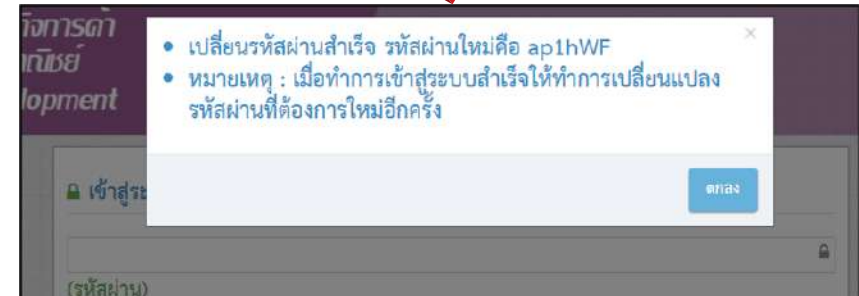 • เปลี่ยนรหัสผ่านสำเร็จ รหัสผ่านใหม่คือ ap1hWF
• หมายเหตุ : เมื่อทำการเข้าสู่ระบบสำเร็จให้ทำการเปลี่ยนแปลง
รหัสผ่านที่ต้องการใหม่อีกครั้ง
×
lopment
ตกลง
เข้าสู่ระ
(รหัสผ่าน)